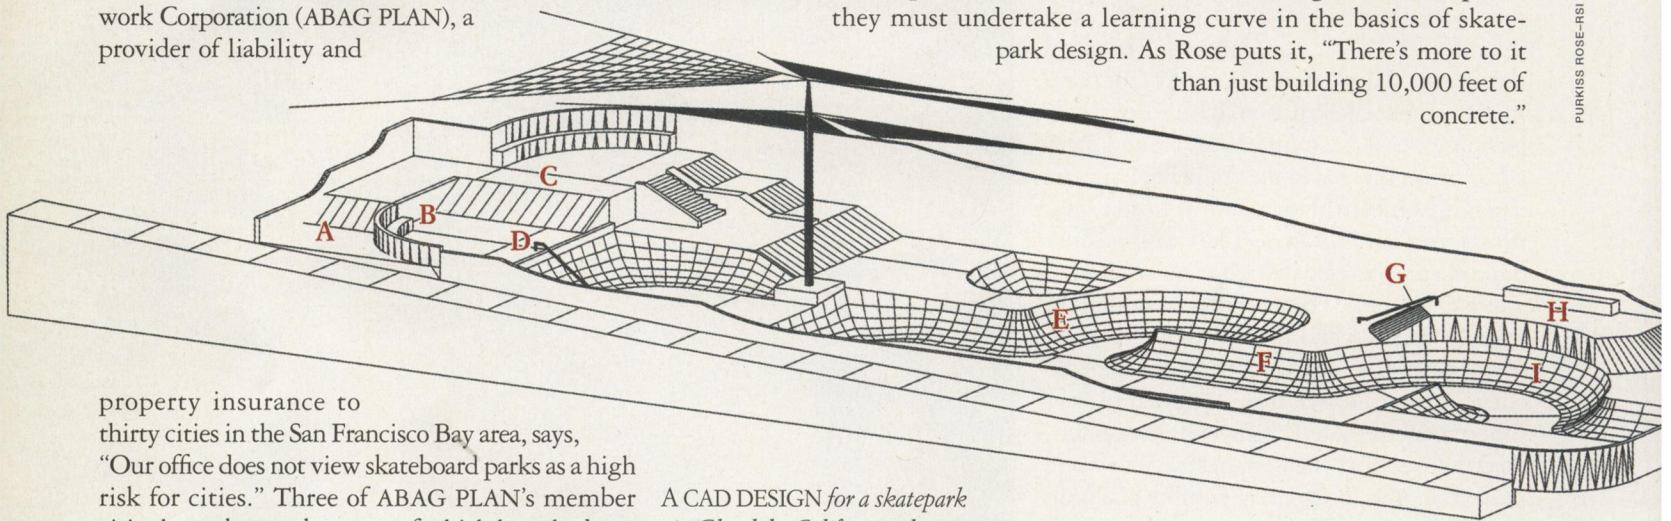 work Corporation (ABAG PLAN), a
provider of liability and
they must undertake a learning curve in the basics of skate-
park design. As Rose puts it, “There’s more to it
than just building 10,000 feet of
concrete.”
PURKISS ROSE–RSI
A
B
C
D
E
F
G
H
I
property insurance to
thirty cities in the San Francisco Bay area, says,
“Our office does not view skateboard parks as a high
risk for cities.” Three of ABAG PLAN’s member
A CAD DESIGN for a skatepark